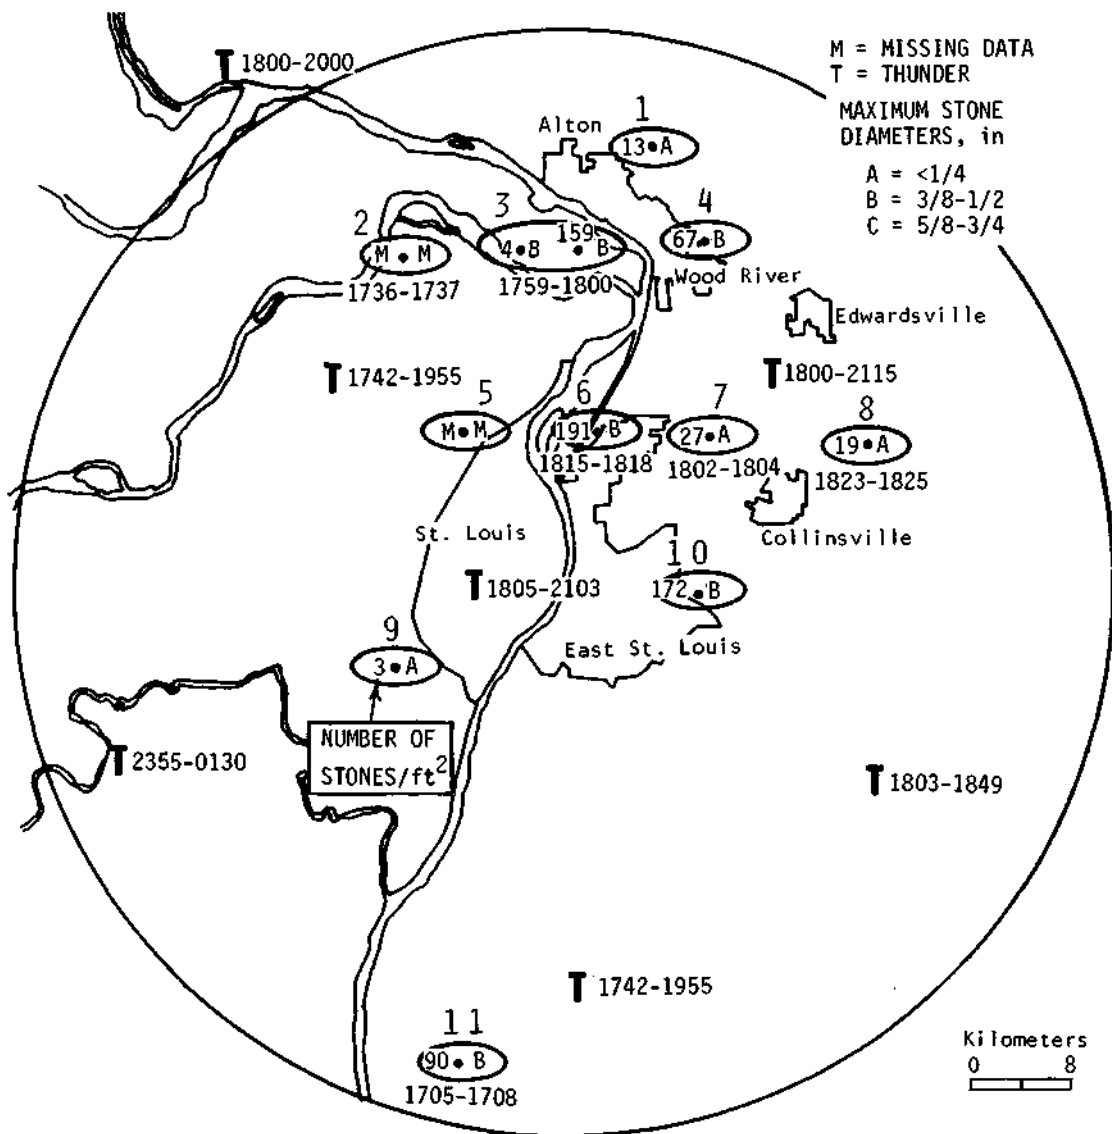 M = MISSING DATA
T = THUNDER
MAXIMUM STONE
DIAMETERS, in
A = <1/4
B = 3/8-1/2
C = 5/8-3/4
T 1800-2000
Alton
1
13 A
2
M M
1736-1737
3
4 B 159 B
1759-1800
4
67 B
Wood River
Edwardsville
T 1742-1955
T 1800-2115
5
M M
6
191 B
1815-1818
7
27 A
1802-1804
8
19 A
1823-1825
St. Louis
Collinsville
10
172 B
T 1805-2103
East St. Louis
9
3 A
NUMBER OF
STONES/ft²
T 2355-0130
T 1803-1849
T 1742-1955
11
90 B
1705-1708
Kilometers
0 8